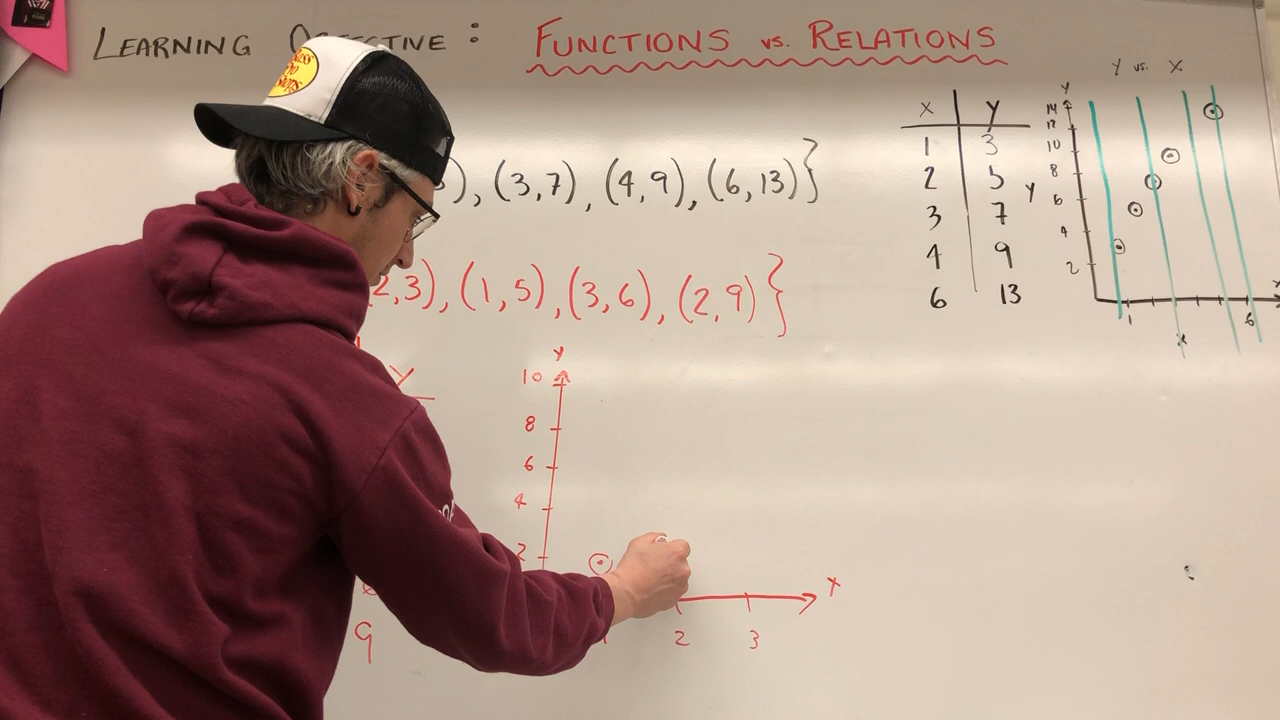 LEARNING OBJECTIVE : FUNCTIONS vs. RELATIONS
), (3,7), (4,9), (6,13)}
2,3), (1,5), (3,6), (2,9)}
X Y
1 3
2 5
3 7
4 9
6 13
Y vs. X
Y
14
12
10
8
6
4
2
Y
1 6
Y
Y
10
8
6
4
2
X
2 3
9